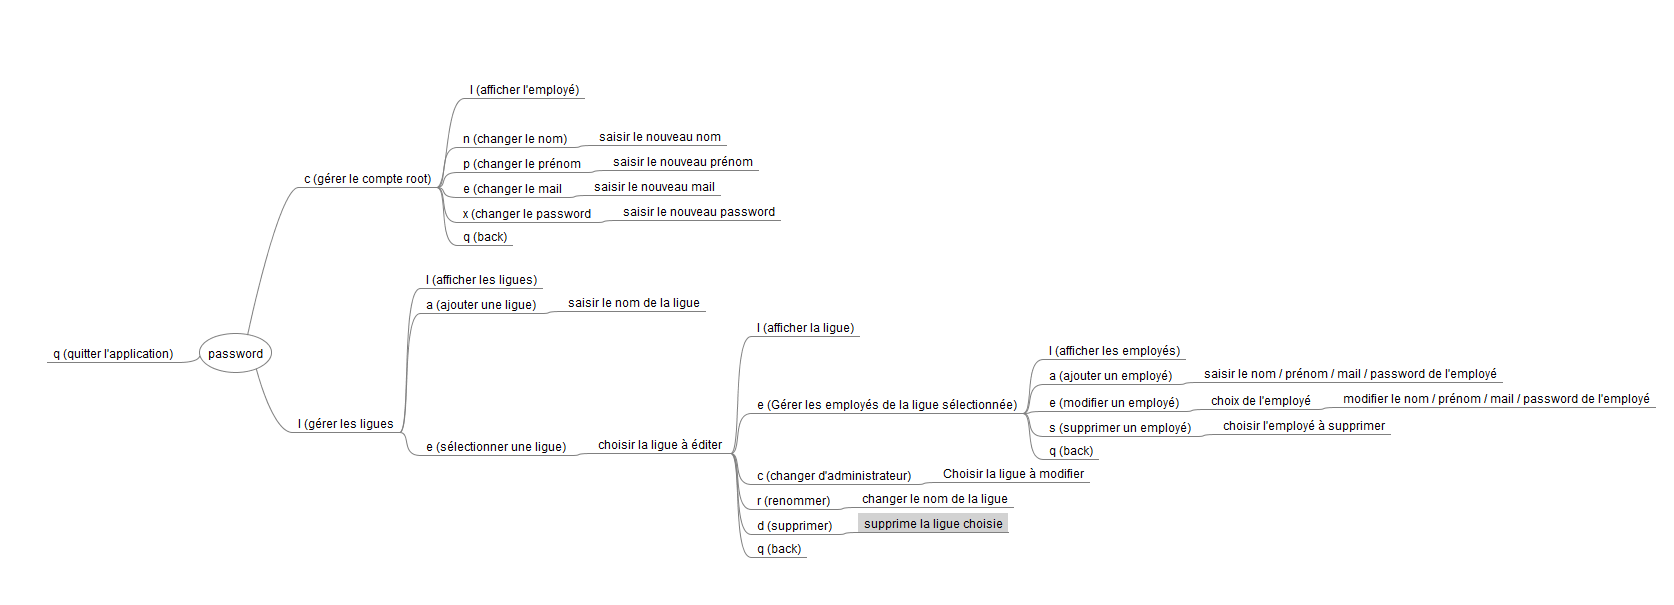 q (quitter l'application)
password
c (gérer le compte root)
l (afficher l'employé)
n (changer le nom)
saisir le nouveau nom
p (changer le prénom
saisir le nouveau prénom
e (changer le mail
saisir le nouveau mail
x (changer le password
saisir le nouveau password
q (back)
l (gérer les ligues
l (afficher les ligues)
a (ajouter une ligue)
saisir le nom de la ligue
e (sélectionner une ligue)
choisir la ligue à éditer
l (afficher la ligue)
e (Gérer les employés de la ligue sélectionnée)
l (afficher les employés)
a (ajouter un employé)
saisir le nom / prénom / mail / password de l'employé
e (modifier un employé)
choix de l'employé
modifier le nom / prénom / mail / password de l'employé
s (supprimer un employé)
choisir l'employé à supprimer
q (back)
c (changer d'administrateur)
Choisir la ligue à modifier
r (renommer)
changer le nom de la ligue
d (supprimer)
supprime la ligue choisie
q (back)